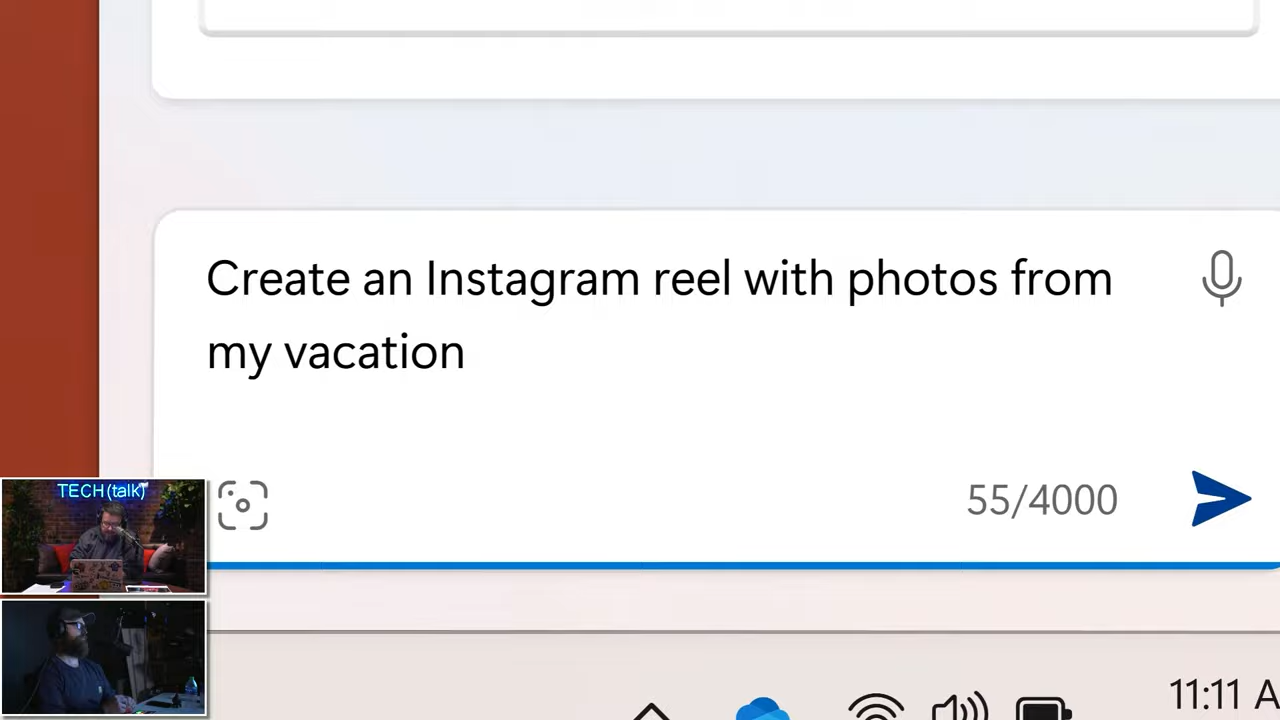 Create an Instagram reel with photos from
my vacation
55/4000
TECH(talk)
11:11 A